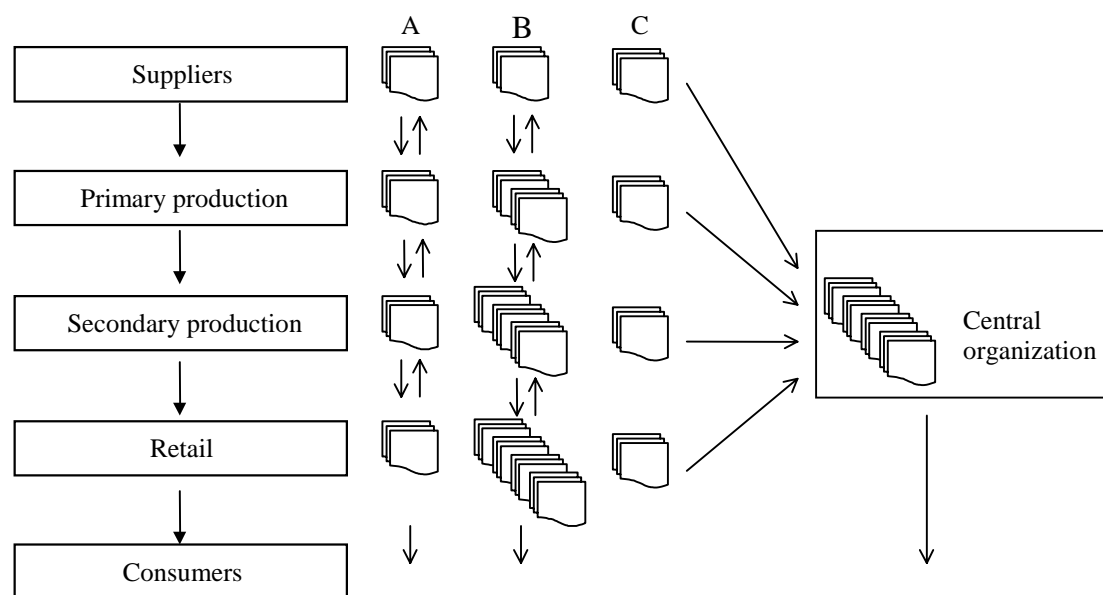 A B C
Suppliers
Primary production
Secondary production
Central
organization
Retail
Consumers